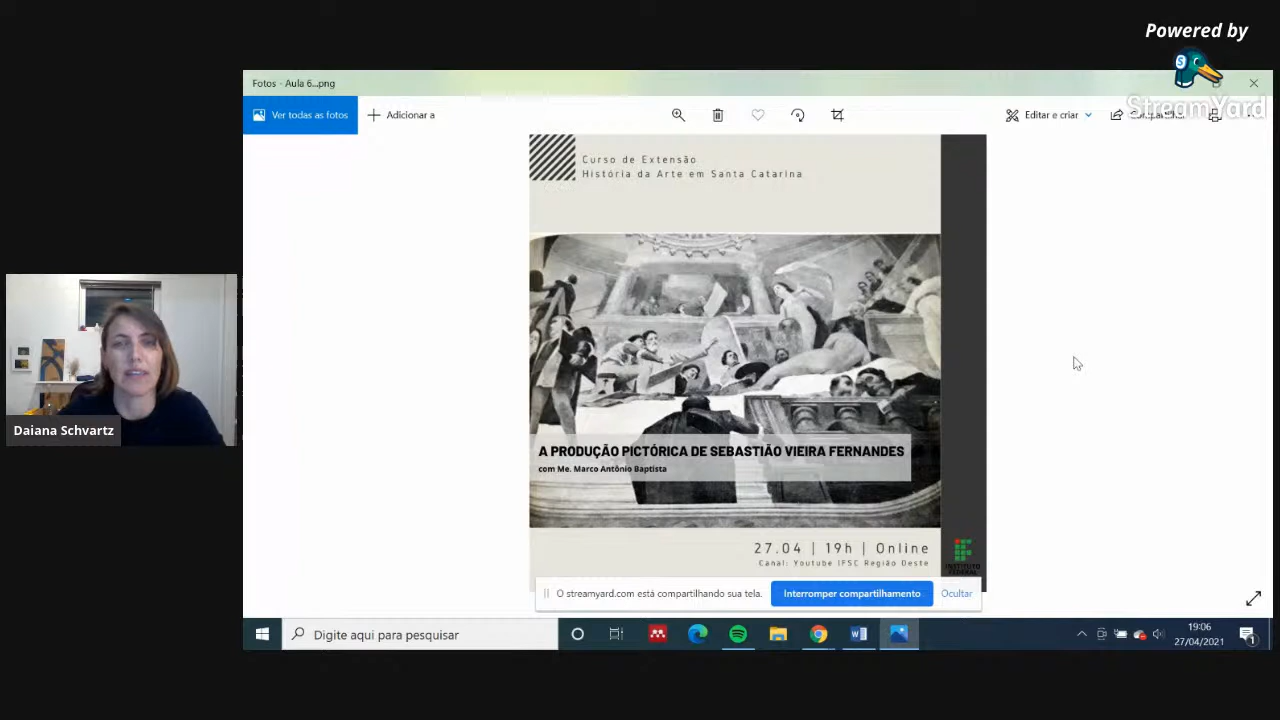 Powered by
StreamYard
Fotos - Aula 6...png
Ver todas as fotos
Adicionar a
Editar e criar
Curso de Extensão
História da Arte em Santa Catarina
A PRODUÇÃO PICTÓRICA DE SEBASTIÃO VIEIRA FERNANDES
com Me. Marco Antônio Baptista
27.04 | 19h | Online
Canal: Youtube IFSC Região Oeste
INSTITUTO
FEDERAL
O streamyard.com está compartilhando sua tela.
Interromper compartilhamento
Ocultar
Daiana Schvartz
Digite aqui para pesquisar
19:06
27/04/2021